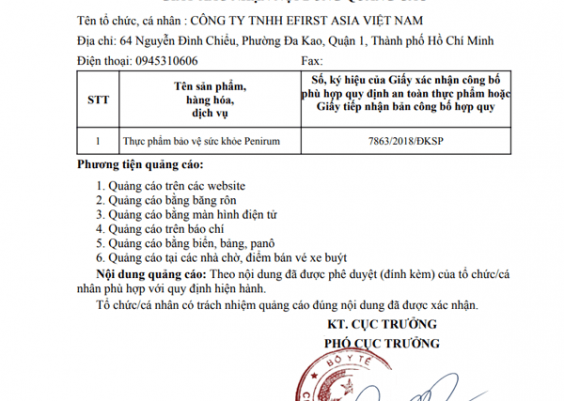 Tên tổ chức, cá nhân : CÔNG TY TNHH EFIRST ASIA VIỆT NAM
Địa chỉ: 64 Nguyễn Đình Chiểu, Phường Đa Kao, Quận 1, Thành phố Hồ Chí Minh
Điện thoại: 0945310606 Fax:
STT
Tên sản phẩm,
hàng hóa,
dịch vụ
Số, ký hiệu của Giấy xác nhận công bố
phù hợp quy định an toàn thực phẩm hoặc
Giấy tiếp nhận bản công bố hợp quy
1 Thực phẩm bảo vệ sức khỏe Penirum 7863/2018/ĐKSP
Phương tiện quảng cáo:
1. Quảng cáo trên các website
2. Quảng cáo bằng băng rôn
3. Quảng cáo bằng màn hình điện tử
4. Quảng cáo trên báo chí
5. Quảng cáo bằng biển, bảng, panô
6. Quảng cáo tại các nhà chờ, điểm bán vé xe buýt
Nội dung quảng cáo: Theo nội dung đã được phê duyệt (đính kèm) của tổ chức/cá
nhân phù hợp với quy định hiện hành.
Tổ chức/cá nhân có trách nhiệm quảng cáo đúng nội dung đã được xác nhận.
KT. CỤC TRƯỞNG
PHÓ CỤC TRƯỞNG
BỘ Y TẾ